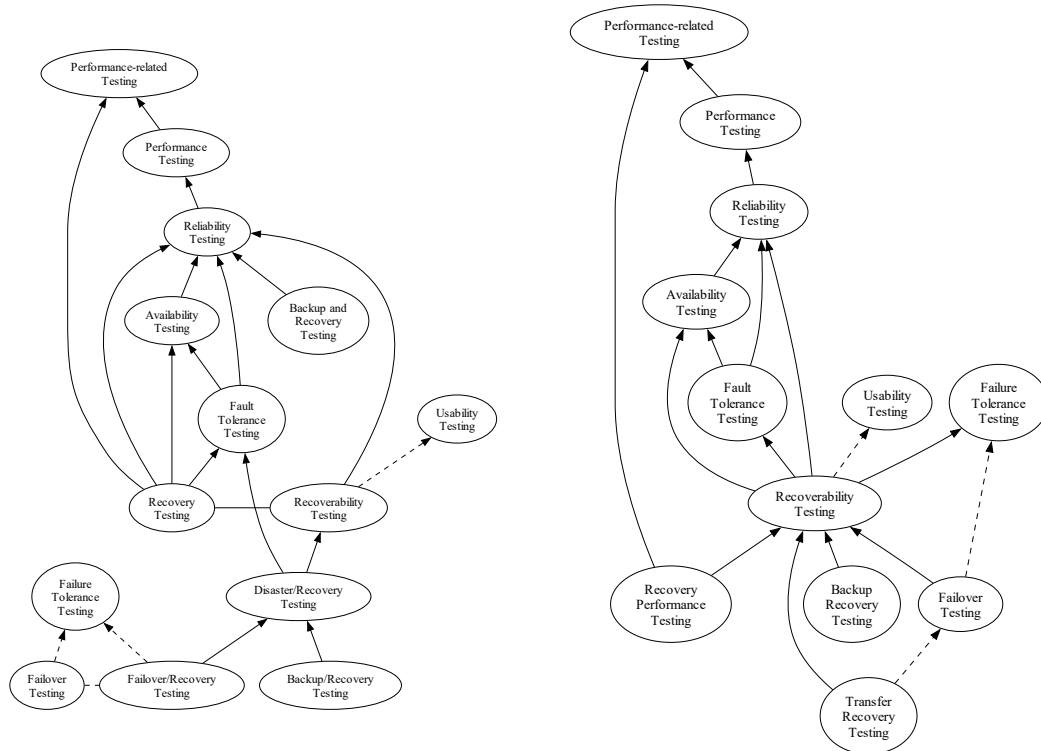 Performance-related
Testing
Performance
Testing
Reliability
Testing
Availability
Testing
Backup and
Recovery
Testing
Fault
Tolerance
Testing
Usability
Testing
Recovery
Testing
Recoverability
Testing
Failure
Tolerance
Testing
Disaster/Recovery
Testing
Failover
Testing
Failover/Recovery
Testing
Backup/Recovery
Testing
Performance-related
Testing
Performance
Testing
Reliability
Testing
Availability
Testing
Fault
Tolerance
Testing
Usability
Testing
Failure
Tolerance
Testing
Recoverability
Testing
Recovery
Performance
Testing
Backup
Recovery
Testing
Failover
Testing
Transfer
Recovery
Testing